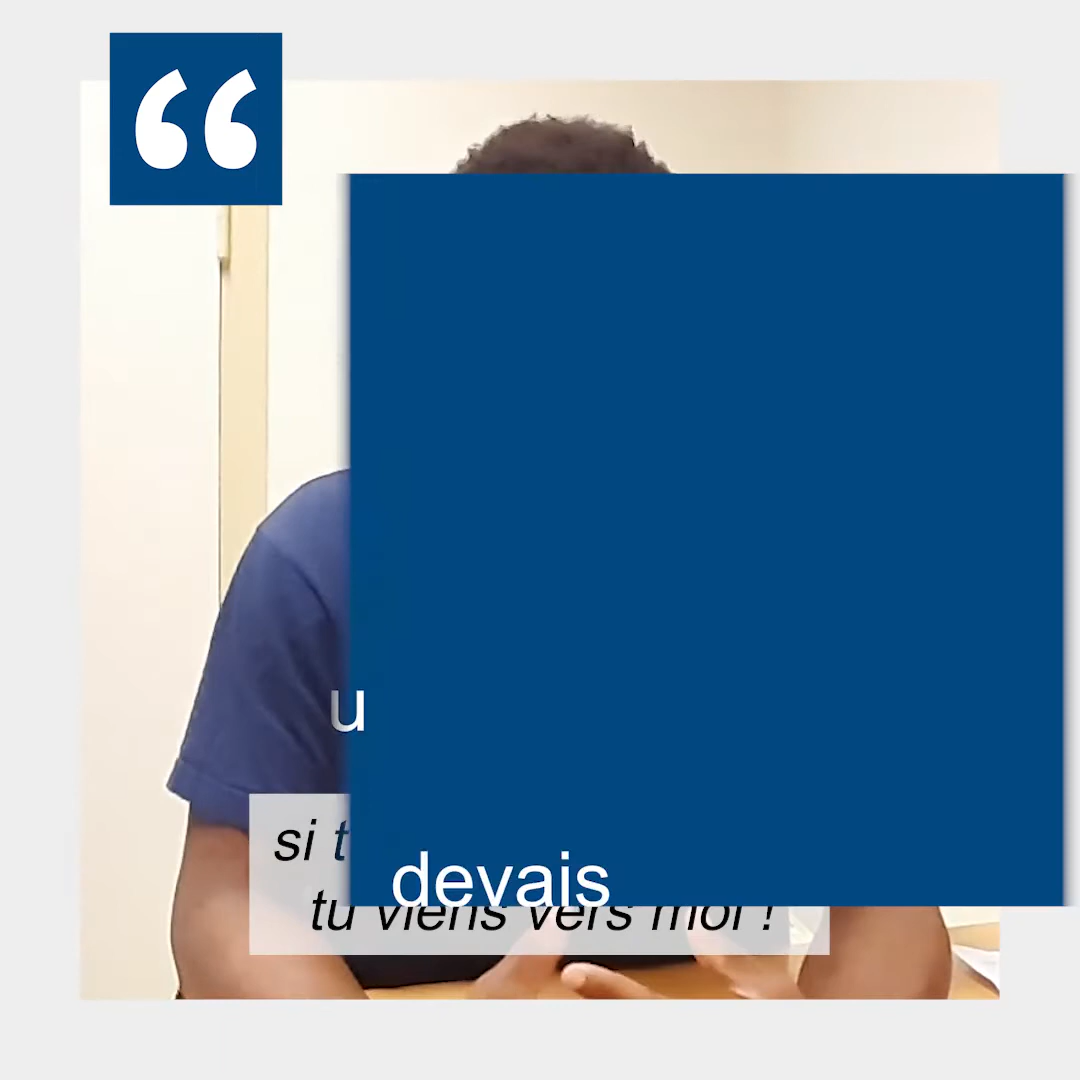 “
u
si t
devais
tu viens vers moi !